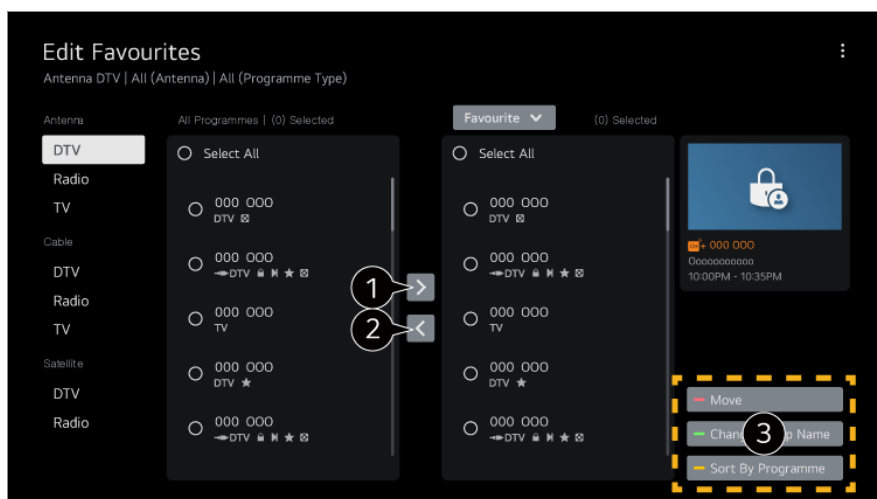 Edit Favourites
Antenna DTV | All (Antenna) | All (Programme Type)
Antenna
DTV
Radio
TV
Cable
DTV
Radio
TV
Satellite
DTV
Radio
All Programmes | (0) Selected
Select All
000 000
DTV
000 000
DTV
000 000
TV
000 000
DTV
000 000
DTV
1
2
Favourite
(0) Selected
Select All
000 000
DTV
000 000
DTV
000 000
TV
000 000
DTV
000 000
DTV
CH+ 000 000
Oooooooooo
10:00PM - 10:35PM
Move
3
Name
Sort By Programme